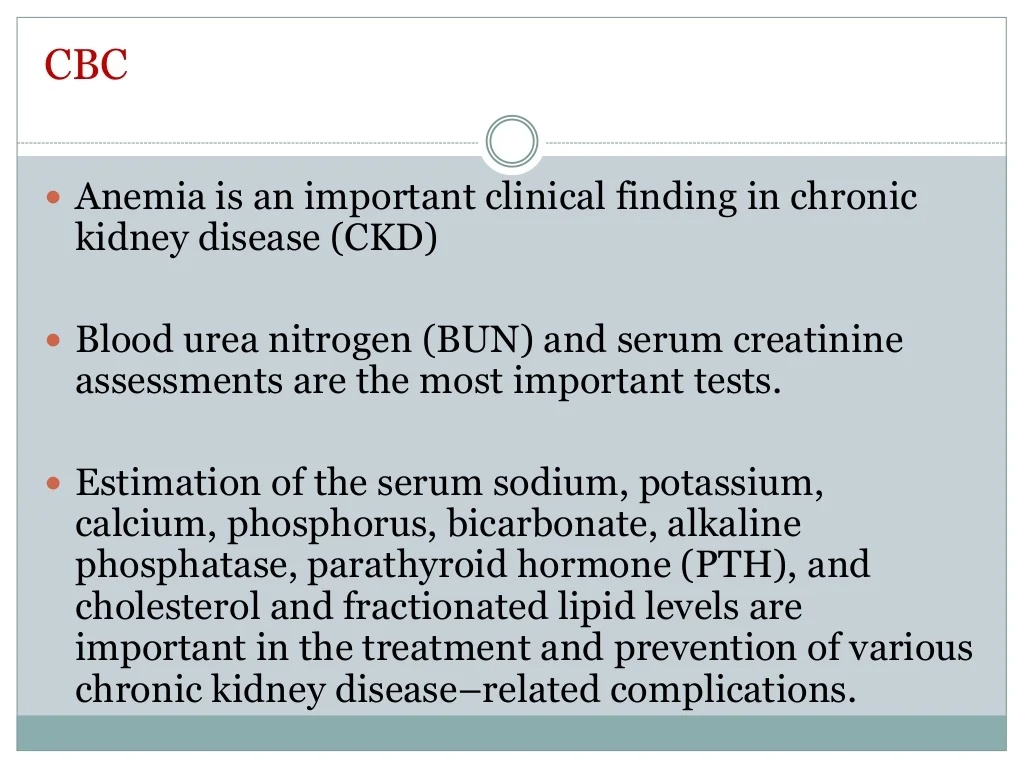 CBC
Anemia is an important clinical finding in chronic
kidney disease (CKD)
Blood urea nitrogen (BUN) and serum creatinine
assessments are the most important tests.
Estimation of the serum sodium, potassium,
calcium, phosphorus, bicarbonate, alkaline
phosphatase, parathyroid hormone (PTH), and
cholesterol and fractionated lipid levels are
important in the treatment and prevention of various
chronic kidney disease–related complications.